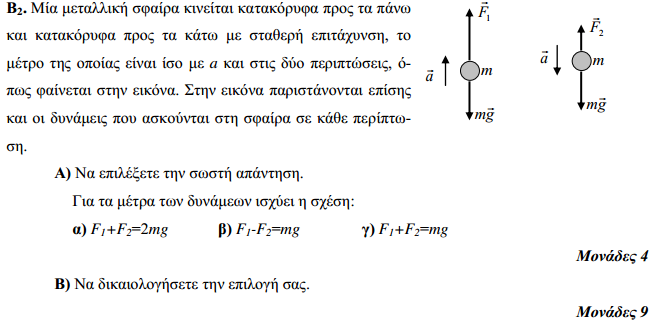 Β₂. Μία μεταλλική σφαίρα κινείται κατακόρυφα προς τα πάνω
και κατακόρυφα προς τα κάτω με σταθερή επιτάχυνση, το
μέτρο της οποίας είναι ίσο με a και στις δύο περιπτώσεις, ό-
πως φαίνεται στην εικόνα. Στην εικόνα παριστάνονται επίσης
και οι δυνάμεις που ασκούνται στη σφαίρα σε κάθε περίπτω-
ση.
F⃗₁
a⃗
m
mg⃗
F⃗₂
a⃗
m
mg⃗
Α) Να επιλέξετε την σωστή απάντηση.
Για τα μέτρα των δυνάμεων ισχύει η σχέση:
α) F₁+F₂=2mg β) F₁-F₂=mg γ) F₁+F₂=mg
Μονάδες 4
Β) Να δικαιολογήσετε την επιλογή σας.
Μονάδες 9